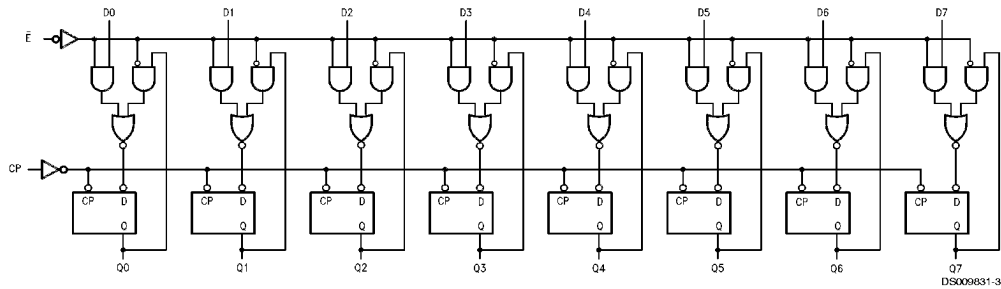 D0 D1 D2 D3 D4 D5 D6 D7
Ē
CP
CP D CP D CP D CP D CP D CP D CP D CP D
Q Q Q Q Q Q Q Q
Q0 Q1 Q2 Q3 Q4 Q5 Q6 Q7
DS009831-3